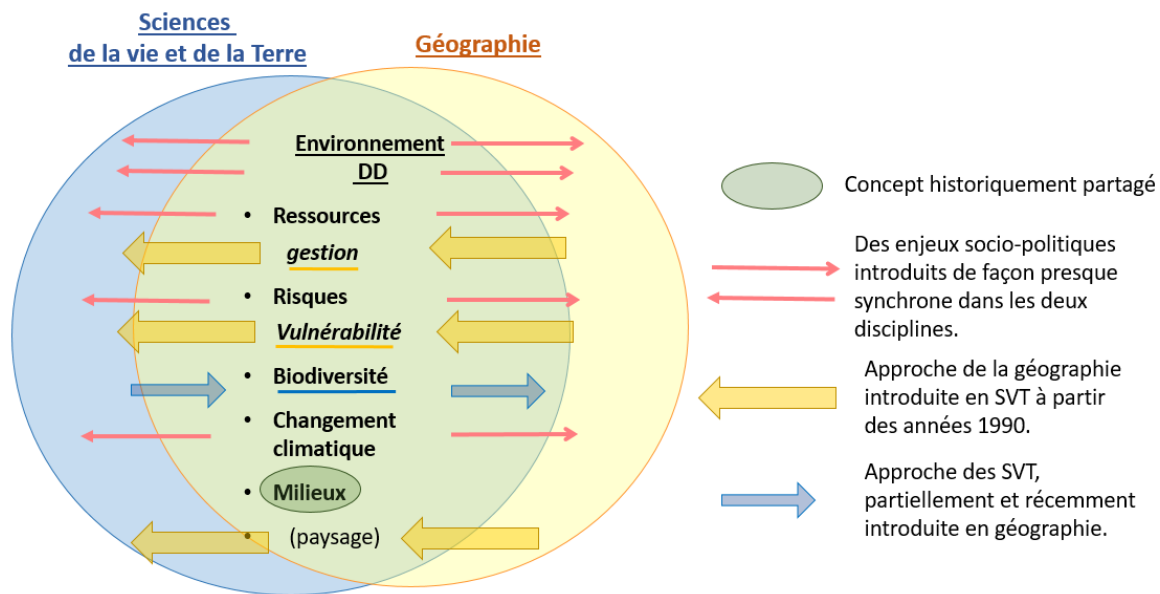 Sciences
de la vie et de la Terre
Géographie
Environnement
DD
• Ressources
gestion
• Risques
Vulnérabilité
• Biodiversité
• Changement
climatique
• Milieux
• (paysage)
Concept historiquement partagé
Des enjeux socio-politiques
introduits de façon presque
synchrone dans les deux
disciplines.
Approche de la géographie
introduite en SVT à partir
des années 1990.
Approche des SVT,
partiellement et récemment
introduite en géographie.